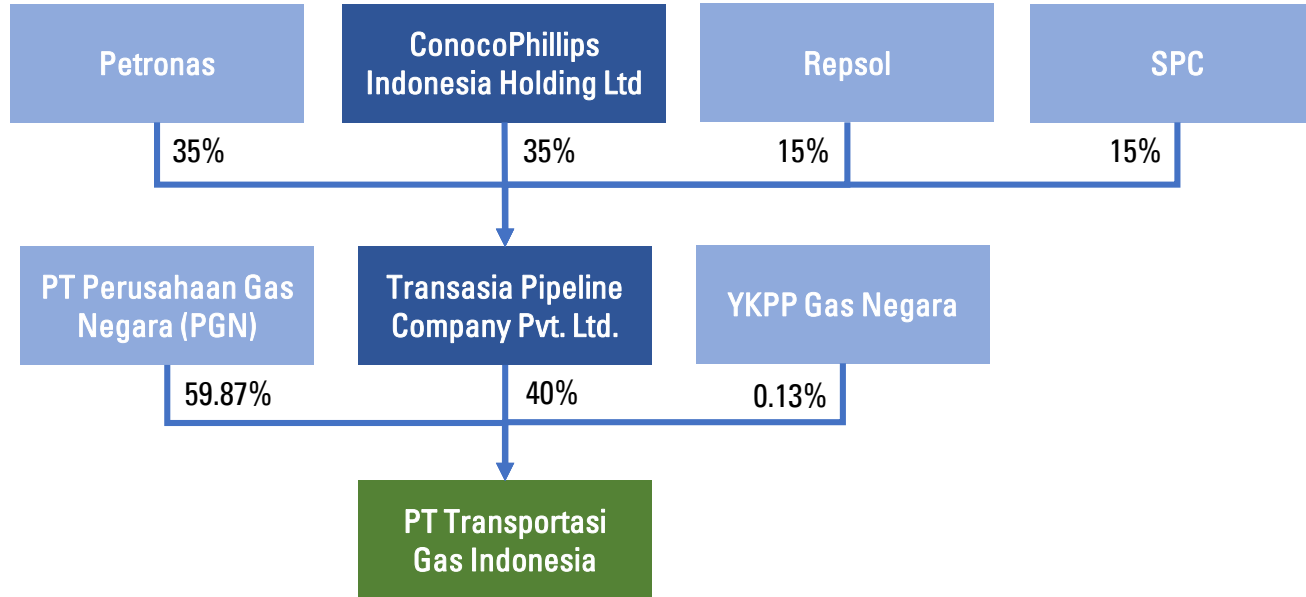 Petronas
ConocoPhillips
Indonesia Holding Ltd
Repsol
SPC
35%
35%
15%
15%
PT Perusahaan Gas
Negara (PGN)
Transasia Pipeline
Company Pvt. Ltd.
YKPP Gas Negara
59.87%
40%
0.13%
PT Transportasi
Gas Indonesia